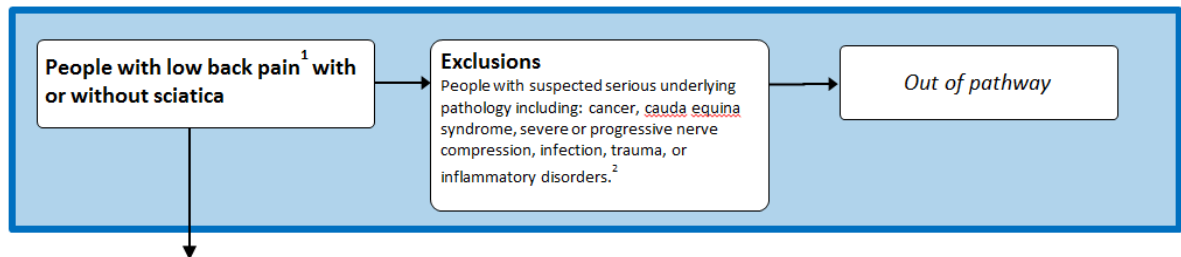 People with low back pain1 with
or without sciatica
Exclusions
People with suspected serious underlying
pathology including: cancer, cauda equina
syndrome, severe or progressive nerve
compression, infection, trauma, or
inflammatory disorders.2
Out of pathway